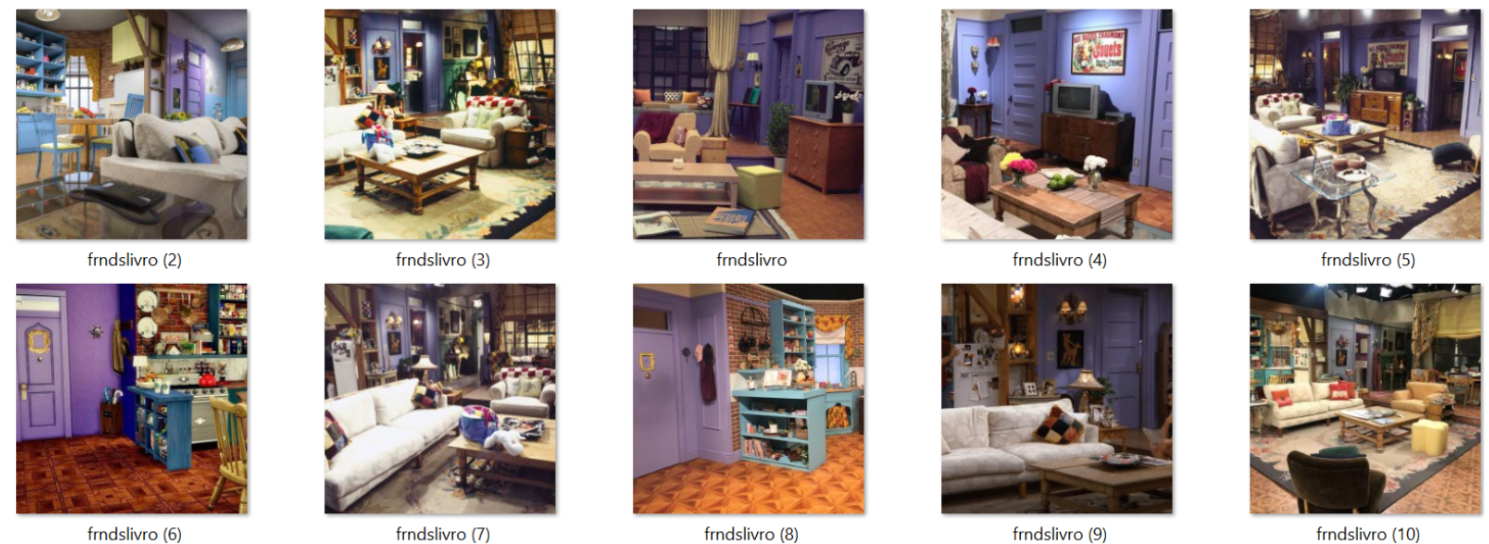 frndslivro (2)
frndslivro (3)
frndslivro
frndslivro (4)
frndslivro (5)
frndslivro (6)
frndslivro (7)
frndslivro (8)
frndslivro (9)
frndslivro (10)
Jouets